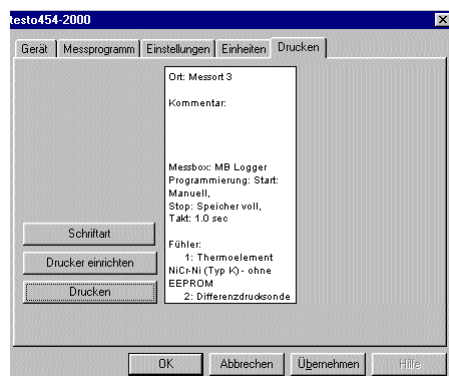 testo454-2000
Gerät Messprogramm Einstellungen Einheiten Drucken
Ort: Messort 3
Kommentar:
Messbox: MB Logger
Programmierung: Start:
Manuell,
Stop: Speicher voll,
Takt: 1.0 sec
Fühler:
1: Thermoelement
NiCr-Ni (Typ K) - ohne
EEPROM
2: Differenzdrucksonde
Schriftart
Drucker einrichten
Drucken
OK Abbrechen Übernehmen Hilfe